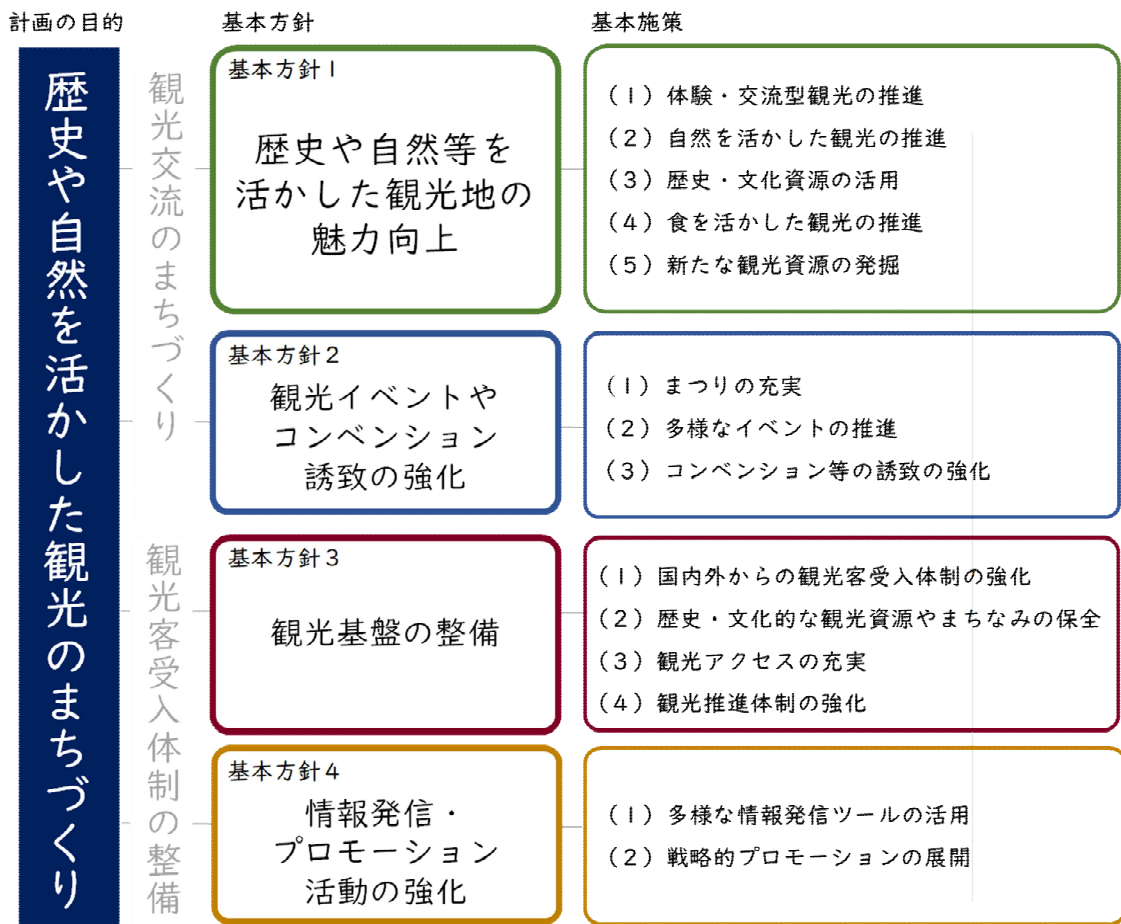 計画の目的
基本方針
基本施策
歴史や自然を活かした観光のまちづくり
観光交流のまちづくり
基本方針1
歴史や自然等を
活かした観光地の
魅力向上
(1)体験・交流型観光の推進
(2)自然を活かした観光の推進
(3)歴史・文化資源の活用
(4)食を活かした観光の推進
(5)新たな観光資源の発掘
基本方針2
観光イベントや
コンベンション
誘致の強化
(1)まつりの充実
(2)多様なイベントの推進
(3)コンベンション等の誘致の強化
観光客受入体制の整備
基本方針3
観光基盤の整備
(1)国内外からの観光客受入体制の強化
(2)歴史・文化的な観光資源やまちなみの保全
(3)観光アクセスの充実
(4)観光推進体制の強化
基本方針4
情報発信・
プロモーション
活動の強化
(1)多様な情報発信ツールの活用
(2)戦略的プロモーションの展開